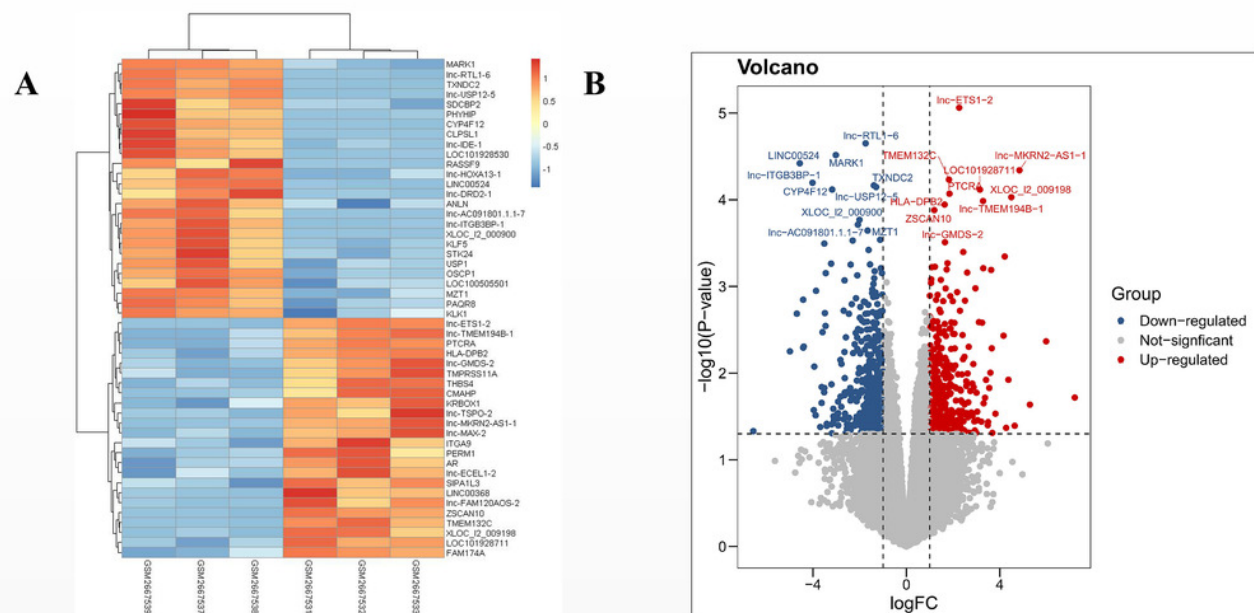 A
MARK1
lnc-RTL1-6
TXNDC2
lnc-USP12-5
SDCBP2
PHYHIP
CYP4F12
CLPSL1
lnc-IDE-1
LOC101928530
RASSF9
lnc-HOXA13-1
LINC00524
lnc-DRD2-1
ANLN
lnc-AC091801.1.1-7
lnc-ITGB3BP-1
XLOC_l2_000900
KLF5
STK24
USP1
OSCP1
LOC100505501
MZT1
PAQR8
KLK1
lnc-ETS1-2
lnc-TMEM194B-1
PTCRA
HLA-DPB2
lnc-GMDS-2
TMPRSS11A
THBS4
CMAHP
KRBOX1
lnc-TSPO-2
lnc-MKRN2-AS1-1
lnc-MAX-2
ITGA9
PERM1
AR
lnc-ECEL1-2
SIPA1L3
LINC00368
lnc-FAM120AOS-2
ZSCAN10
TMEM132C
XLOC_l2_009198
LOC101928711
FAM174A
1
0.5
0
-0.5
-1
GSM2667539
GSM2667537
GSM2667538
GSM2667531
GSM2667532
GSM2667533
B
Volcano
lnc-ETS1-2
lnc-RTL1-6
LINC00524
MARK1
TMEM132C
lnc-MKRN2-AS1-1
LOC101928711
lnc-ITGB3BP-1
TXNDC2
PTCRA
CYP4F12
lnc-USP12-5
XLOC_l2_009198
HLA-DPB2
lnc-TMEM194B-1
XLOC_l2_000900
ZSCAN10
lnc-AC091801.1.1-7
MZT1
lnc-GMDS-2
5
4
3
2
1
0
−log10(P-value)
−4
0
4
logFC
Group
Down-regulated
Not-signficant
Up-regulated